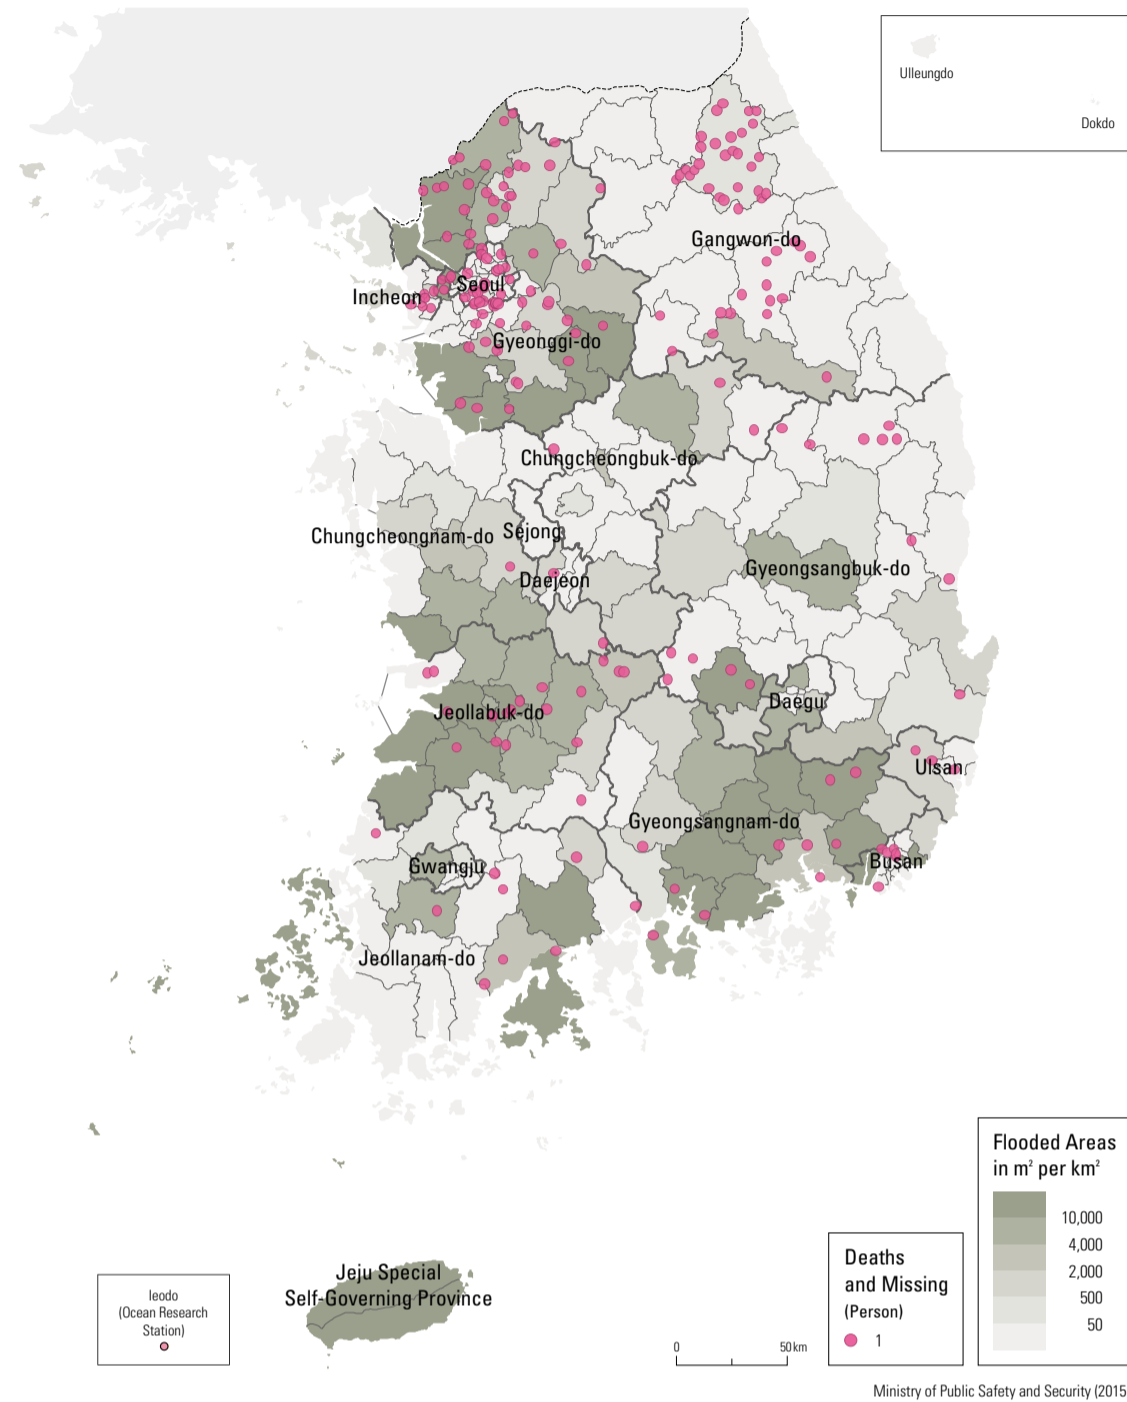 Ulleungdo
Dokdo
Gangwon-do
Seoul
Incheon
Gyeonggi-do
Chungcheongbuk-do
Chungcheongnam-do
Sejong
Daejeon
Gyeongsangbuk-do
Daegu
Jeollabuk-do
Ulsan
Gyeongsangnam-do
Busan
Gwangju
Jeollanam-do
Jeju Special
Self-Governing Province
Ieodo
(Ocean Research
Station)
0
50 km
Deaths
and Missing
(Person)
1
Flooded Areas
in m² per km²
10,000
4,000
2,000
500
50
Ministry of Public Safety and Security (2015